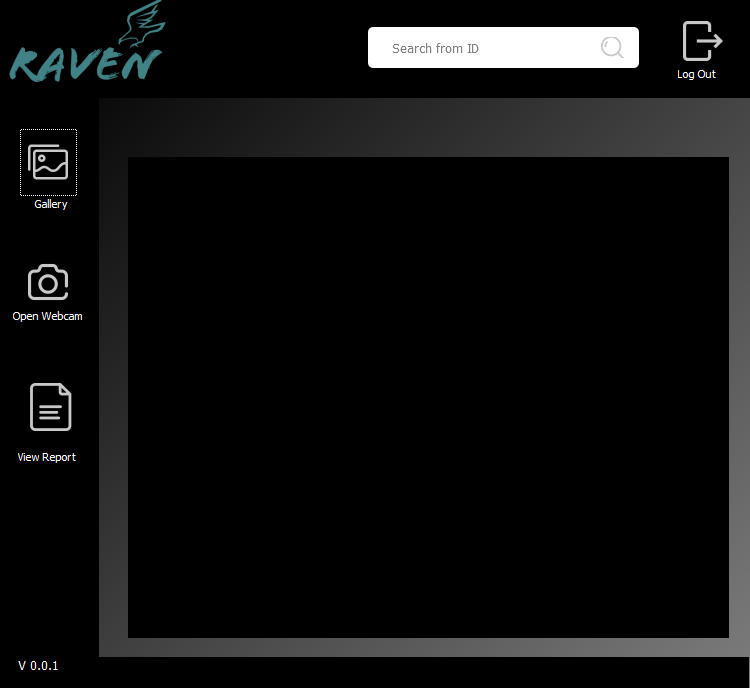 RAVEN
Search from ID
Log Out
Gallery
Open Webcam
View Report
V 0.0.1